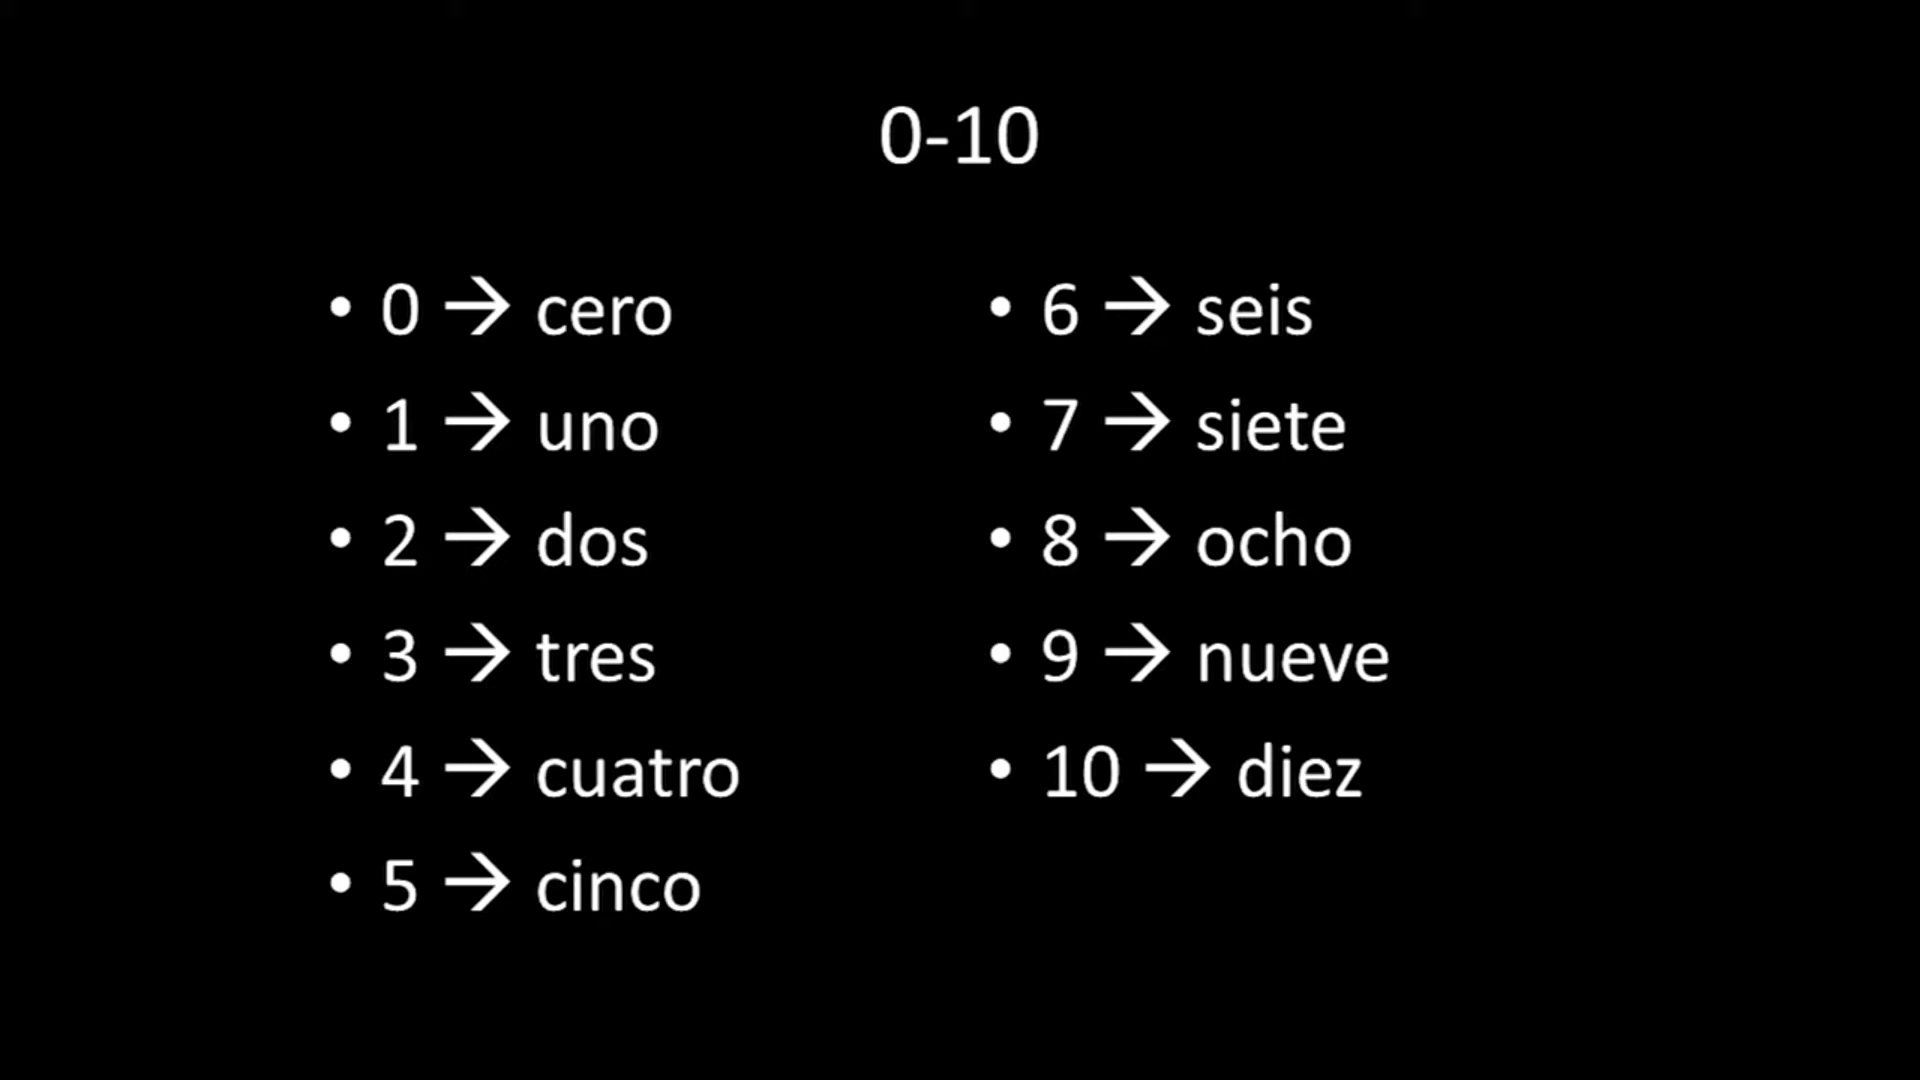 0-10
• 0 → cero
• 1 → uno
• 2 → dos
• 3 → tres
• 4 → cuatro
• 5 → cinco
• 6 → seis
• 7 → siete
• 8 → ocho
• 9 → nueve
• 10 → diez